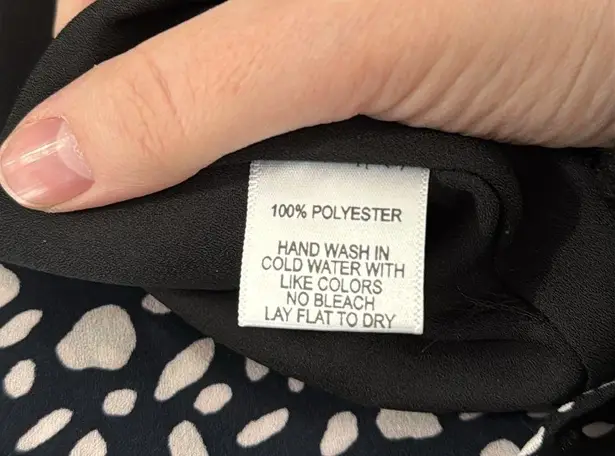 100% POLYESTER
HAND WASH IN
COLD WATER WITH
LIKE COLORS
NO BLEACH
LAY FLAT TO DRY